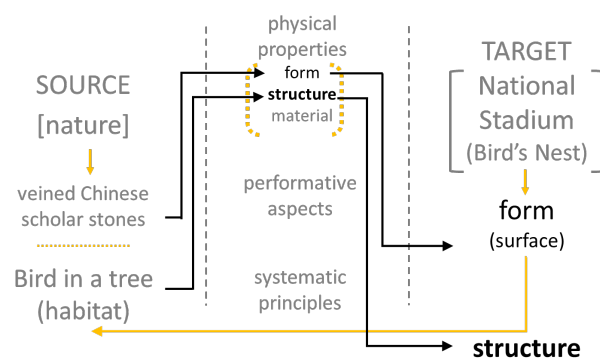 SOURCE
[nature]
veined Chinese
scholar stones
Bird in a tree
(habitat)
physical
properties
form
structure
material
performative
aspects
systematic
principles
TARGET
National
Stadium
(Bird's Nest)
form
(surface)
structure